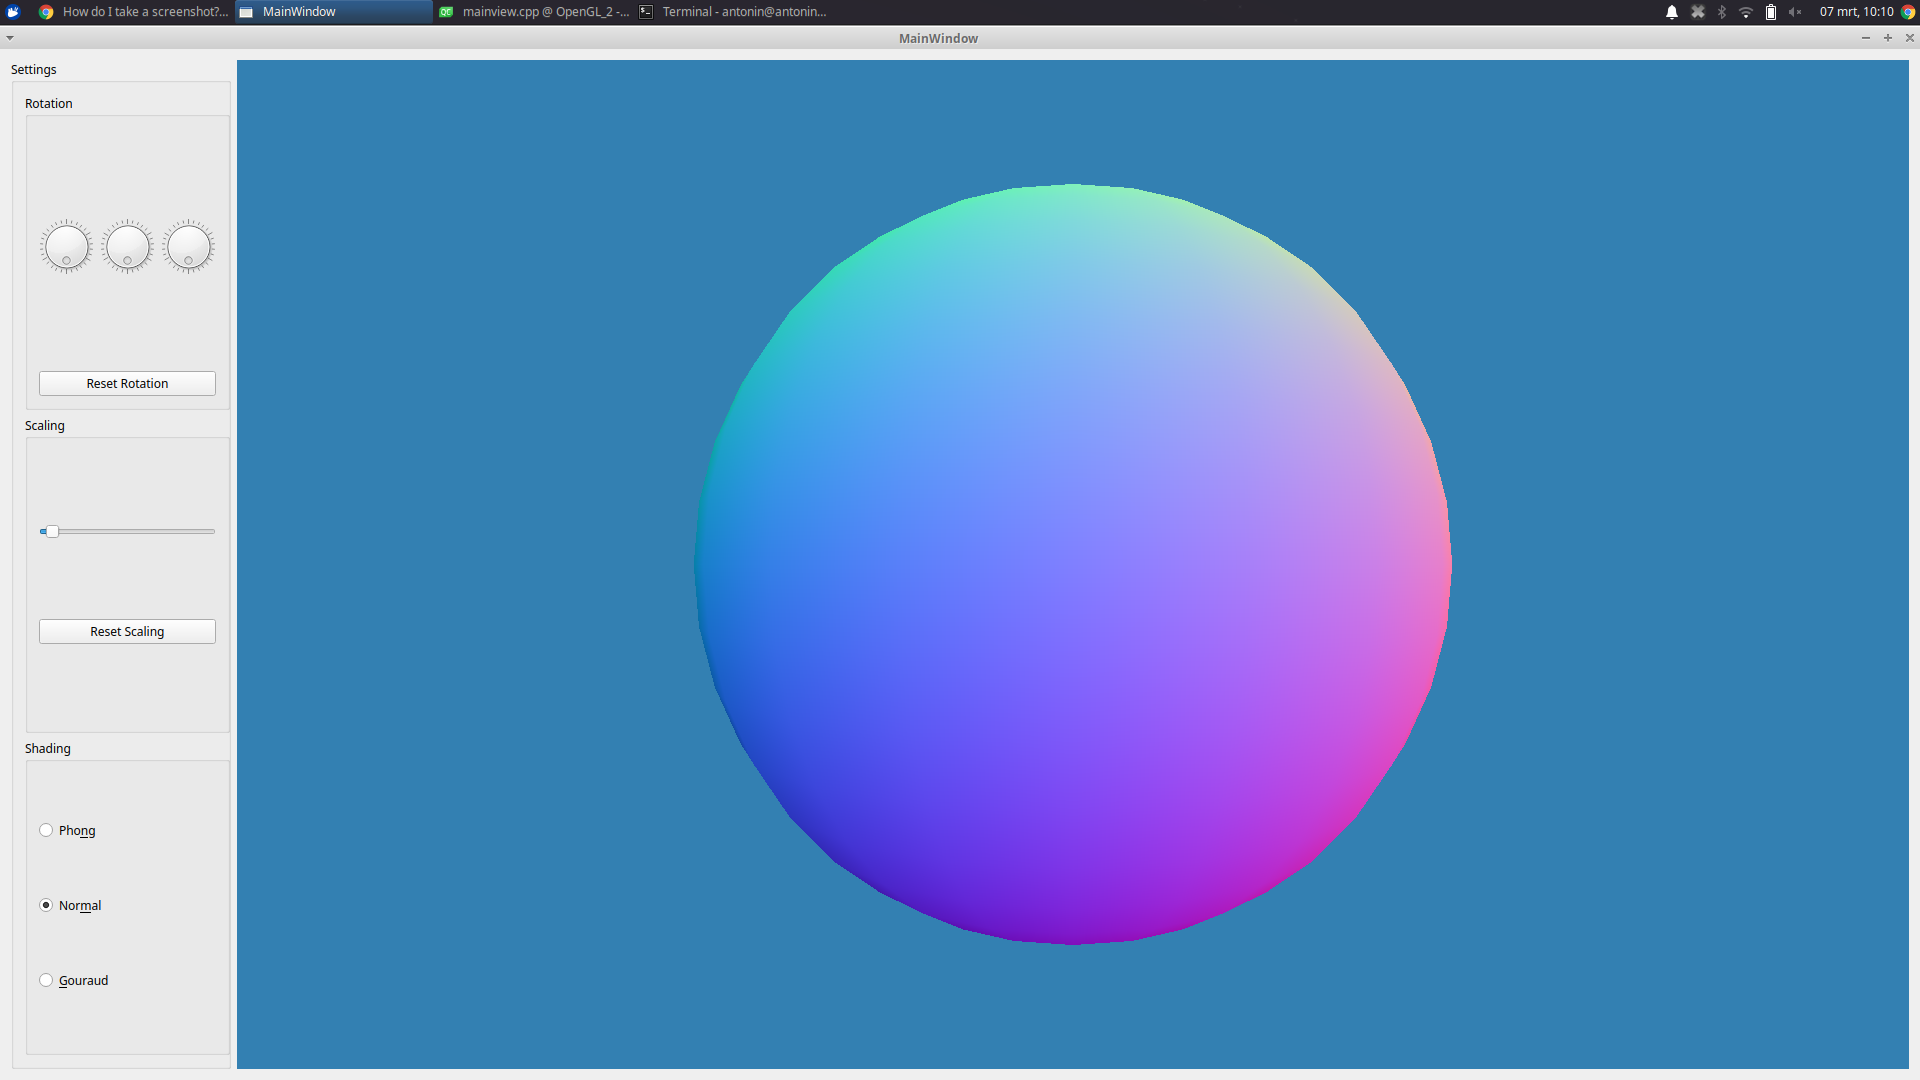 How do I take a screenshot?... MainWindow mainview.cpp @ OpenGL_2 -... Terminal - antonin@antonin... 07 mrt, 10:10
MainWindow
Settings
Rotation
Reset Rotation
Scaling
Reset Scaling
Shading
Phong
Normal
Gouraud